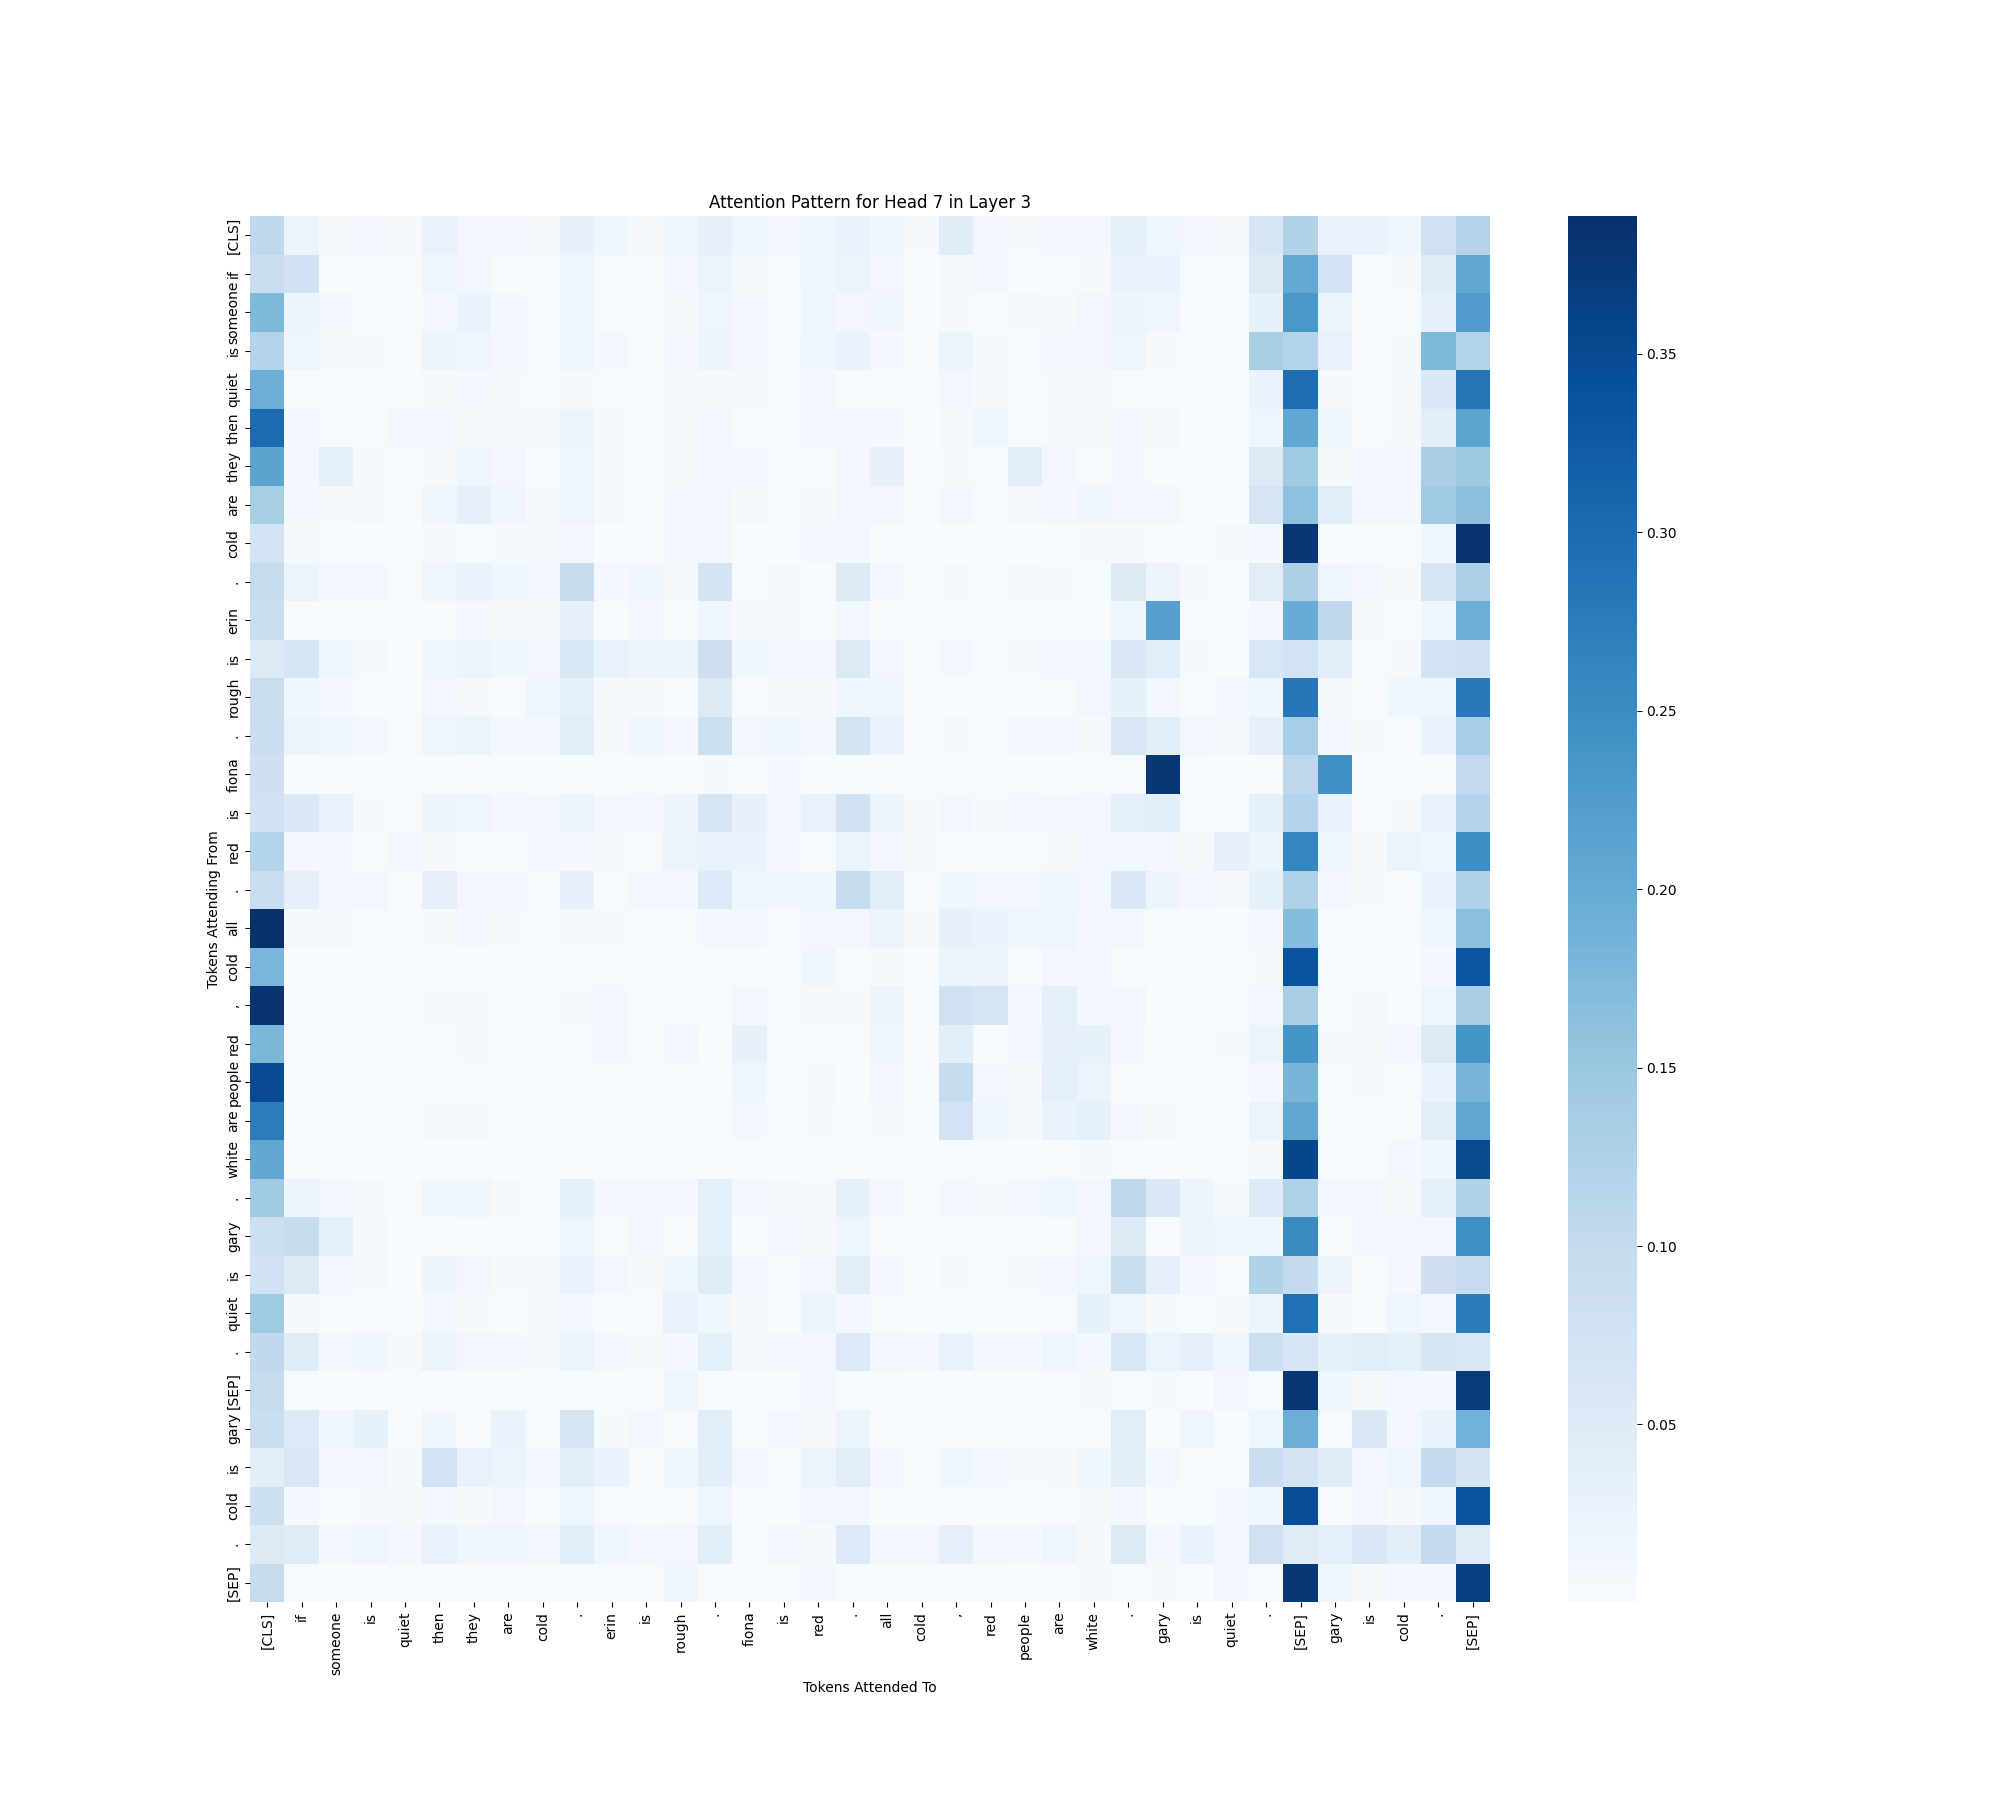 Attention Pattern for Head 7 in Layer 3
Tokens Attending From
[CLS]
if
someone
is
quiet
then
they
are
cold
.
erin
is
rough
.
fiona
is
red
.
all
cold
,
red
people
are
white
.
gary
is
quiet
.
[SEP]
gary
is
cold
.
[SEP]
[CLS] if someone is quiet then they are cold . erin is rough . fiona is red . all cold , red people are white . gary is quiet . [SEP] gary is cold . [SEP]
Tokens Attended To
0.35
0.30
0.25
0.20
0.15
0.10
0.05